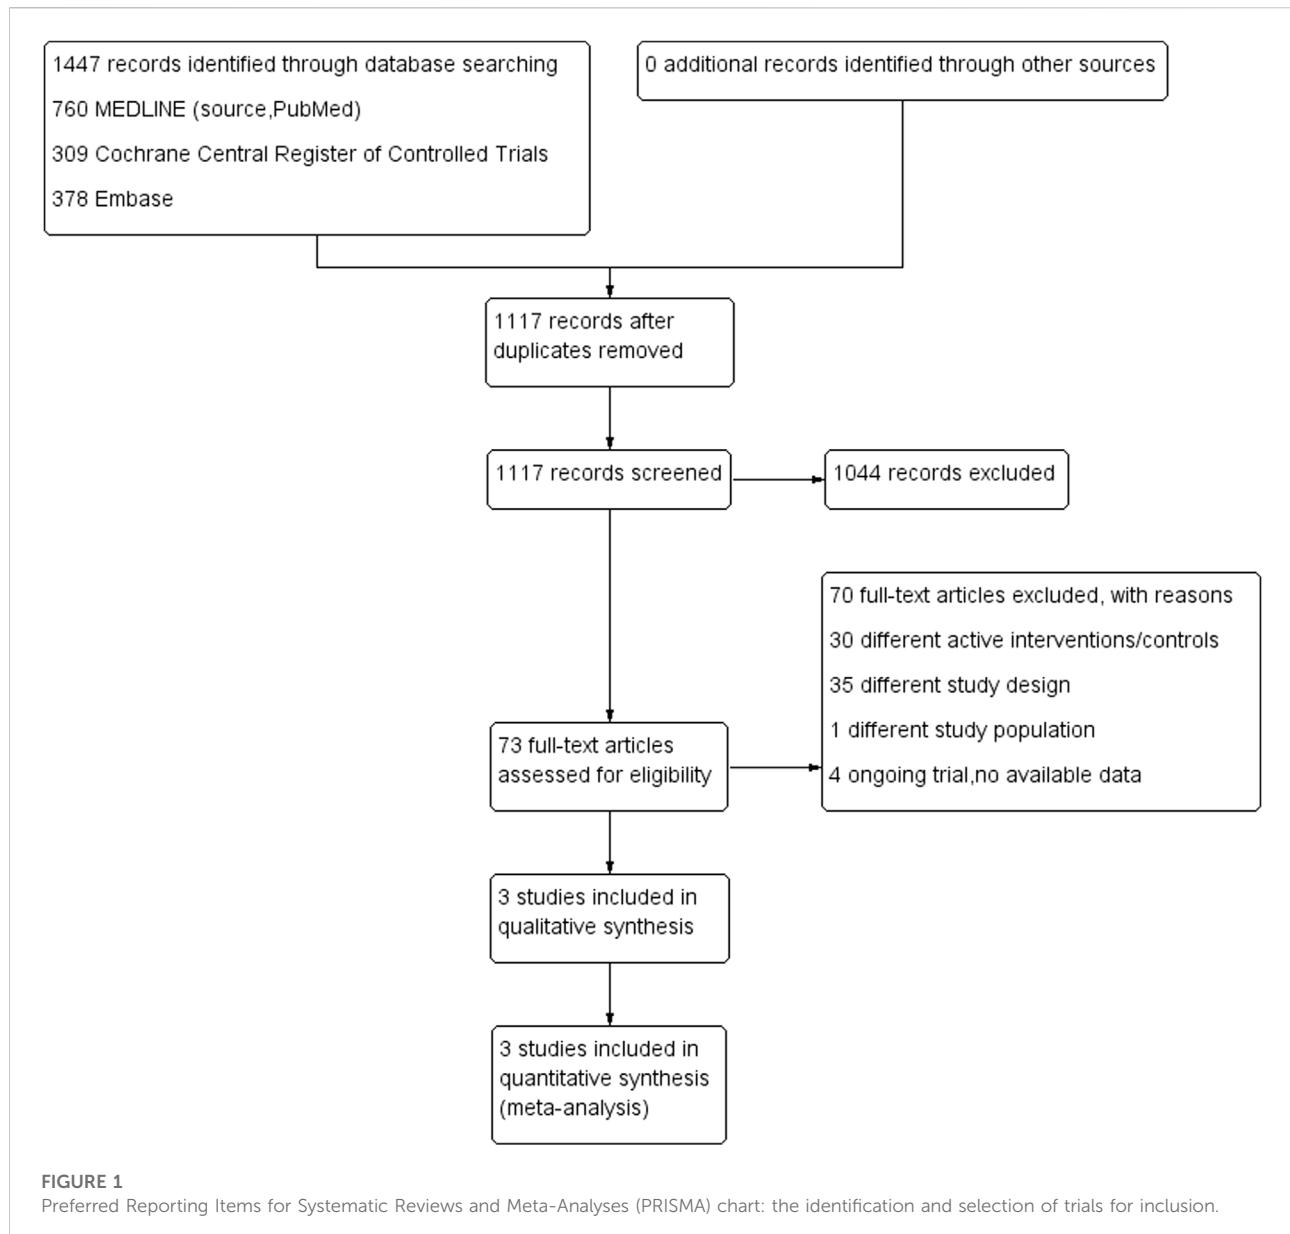 1447 records identified through database searching
760 MEDLINE (source,PubMed)
309 Cochrane Central Register of Controlled Trials
378 Embase
0 additional records identified through other sources
1117 records after
duplicates removed
1117 records screened
1044 records excluded
70 full-text articles excluded, with reasons
30 different active interventions/controls
35 different study design
1 different study population
4 ongoing trial,no available data
73 full-text articles
assessed for eligibility
3 studies included in
qualitative synthesis
3 studies included in
quantitative synthesis
(meta-analysis)
FIGURE 1
Preferred Reporting Items for Systematic Reviews and Meta-Analyses (PRISMA) chart: the identification and selection of trials for inclusion.